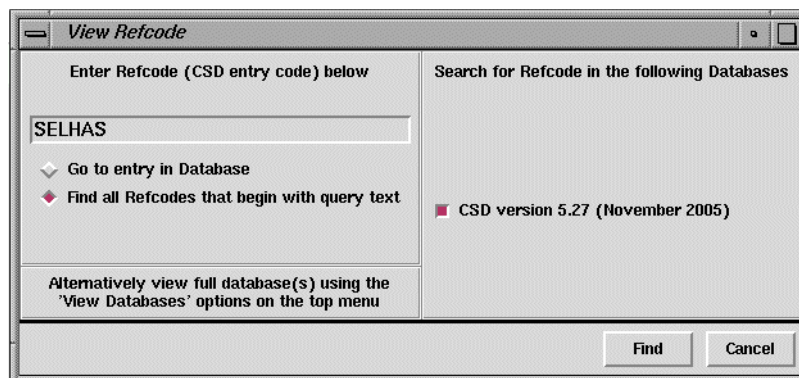 View Refcode
Enter Refcode (CSD entry code) below
SELHAS
Go to entry in Database
Find all Refcodes that begin with query text
Alternatively view full database(s) using the
'View Databases' options on the top menu
Search for Refcode in the following Databases
CSD version 5.27 (November 2005)
Find
Cancel